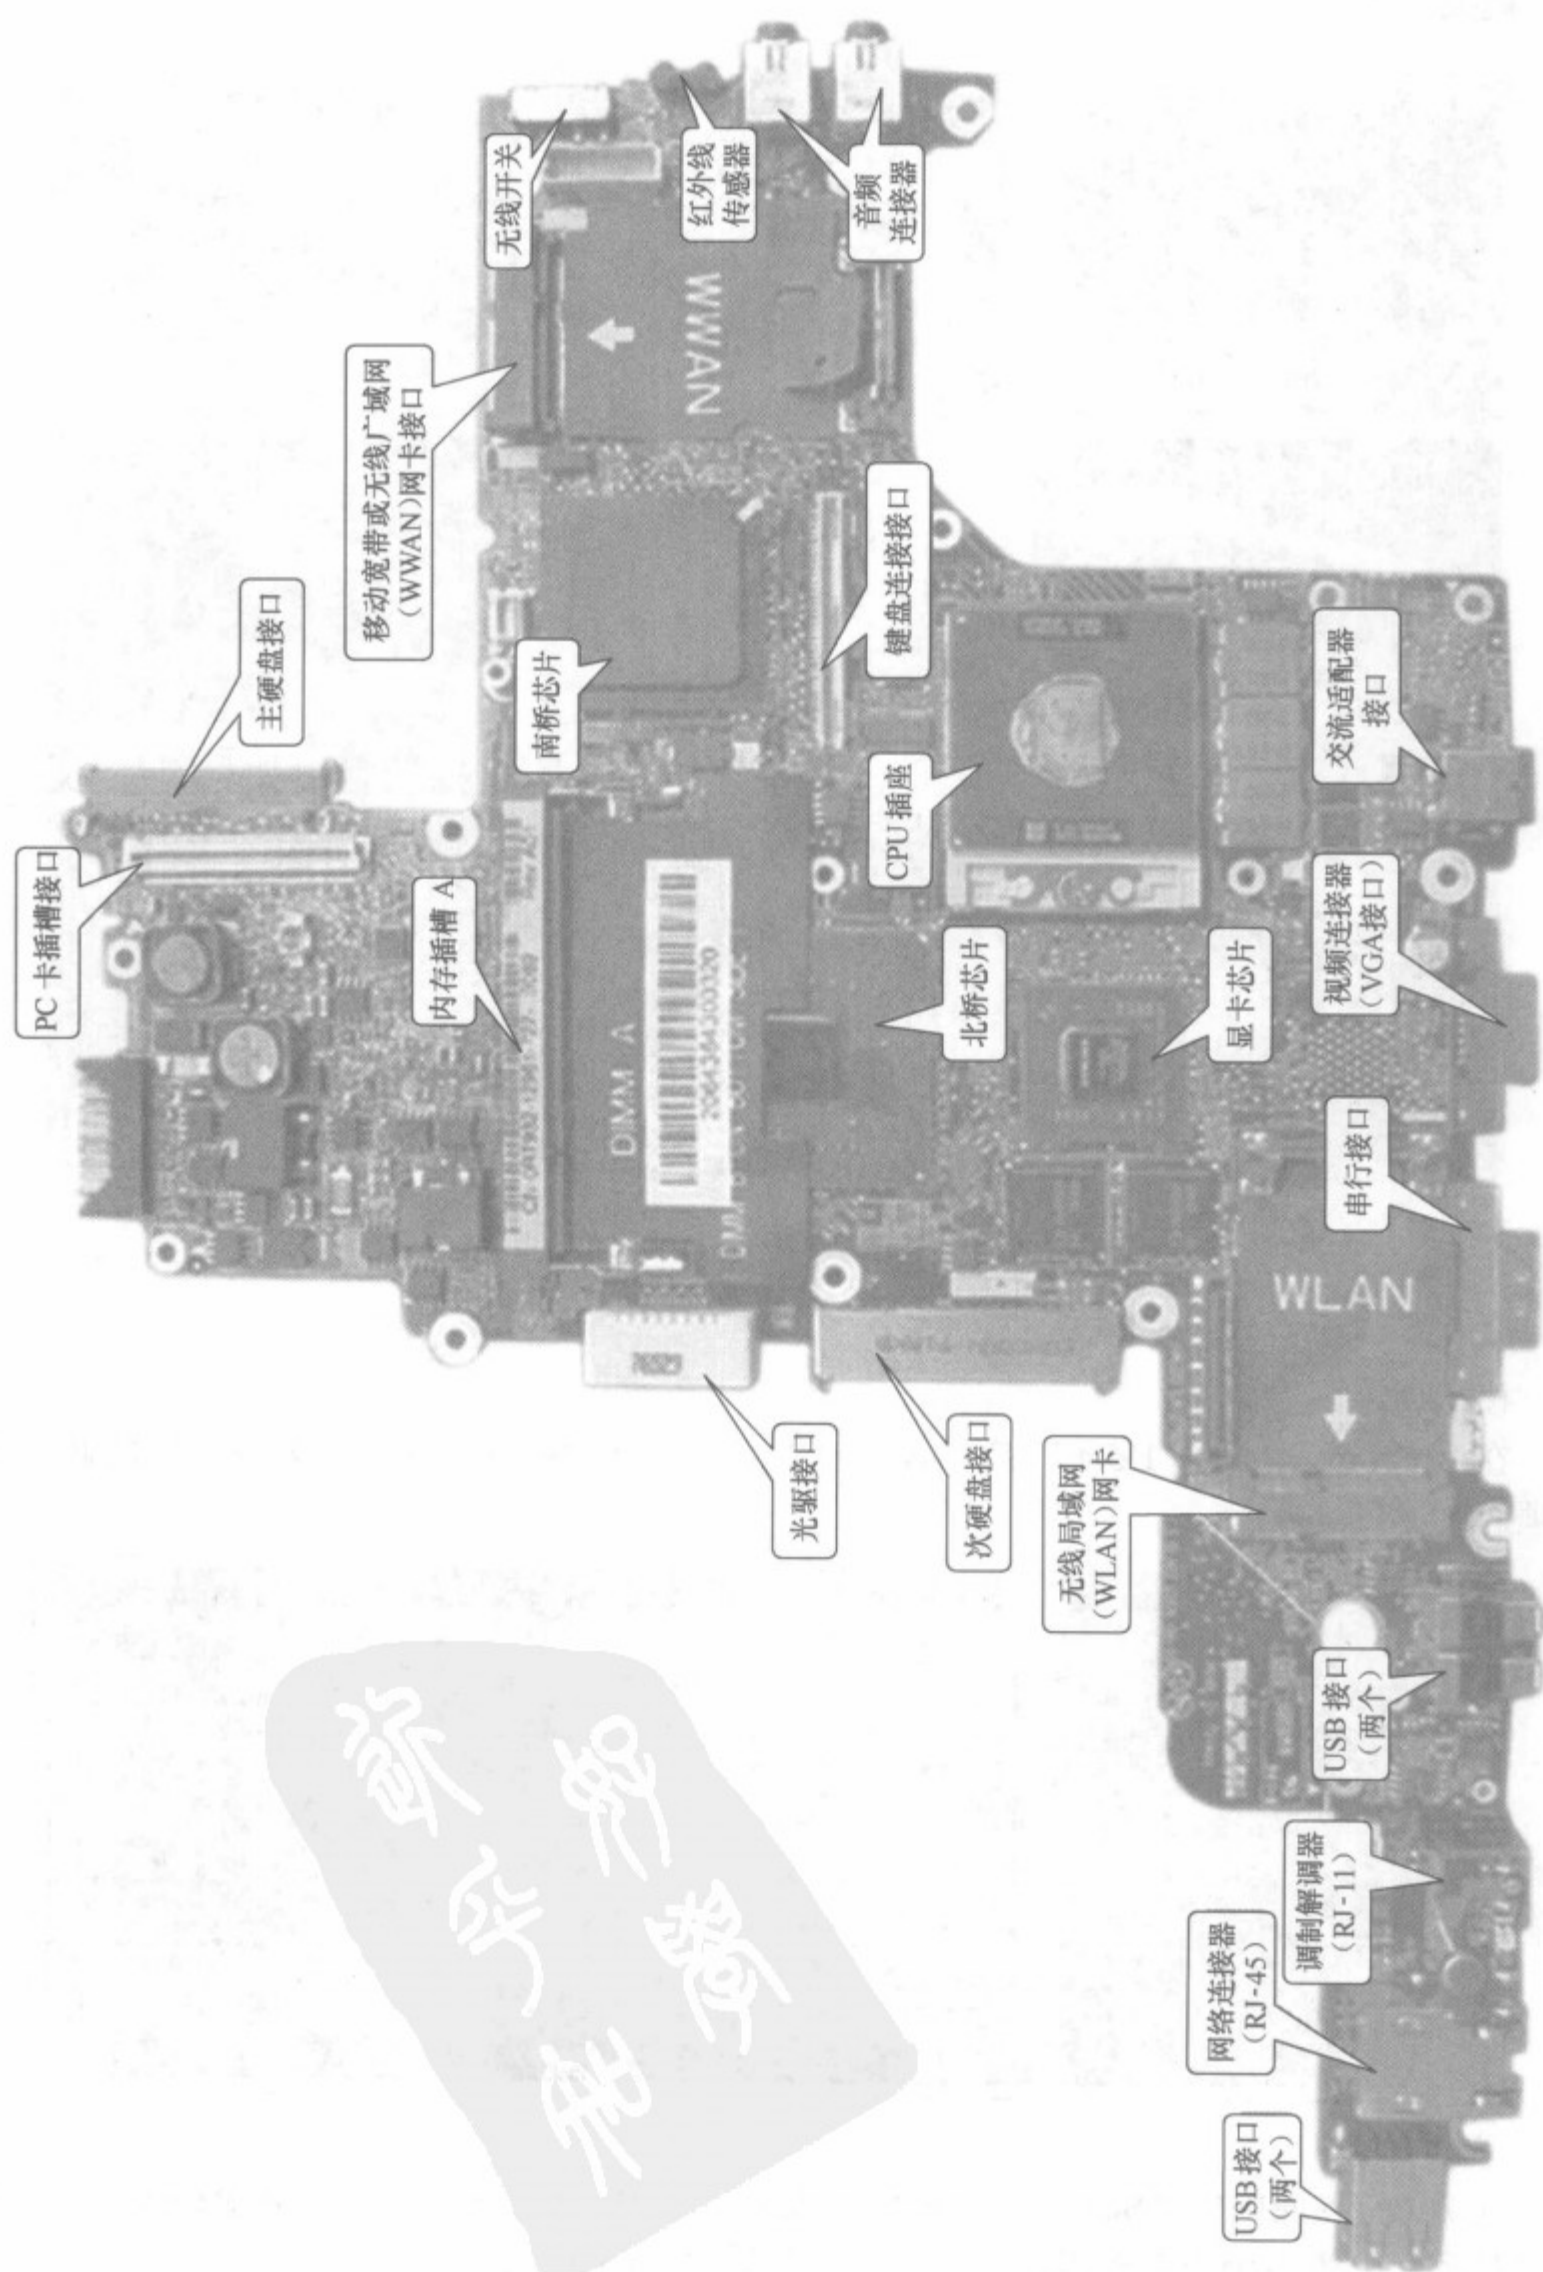 USB 接口
（两个）
网络连接器
（RJ-45）
调制解调器
（RJ-11）
USB 接口
（两个）
无线局域网
（WLAN）网卡
次硬盘接口
光驱接口
串行接口
视频连接器
（VGA接口）
显卡芯片
北桥芯片
内存插槽 A
PC 卡插槽接口
主硬盘接口
CPU 插座
交流适配器
接口
南桥芯片
键盘连接接口
移动宽带或无线广域网
（WWAN）网卡接口
无线开关
红外线
传感器
音频
连接器
WWAN
WLAN
DIMM A